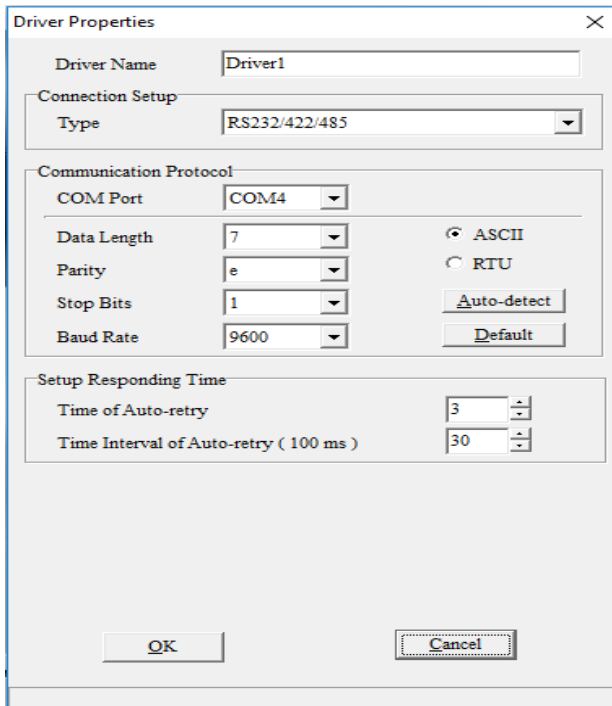 Driver Properties
Driver Name Driver1
Connection Setup
Type RS232/422/485
Communication Protocol
COM Port COM4
Data Length 7 ASCII
Parity e RTU
Stop Bits 1 Auto-detect
Baud Rate 9600 Default
Setup Responding Time
Time of Auto-retry 3
Time Interval of Auto-retry ( 100 ms ) 30
OK Cancel